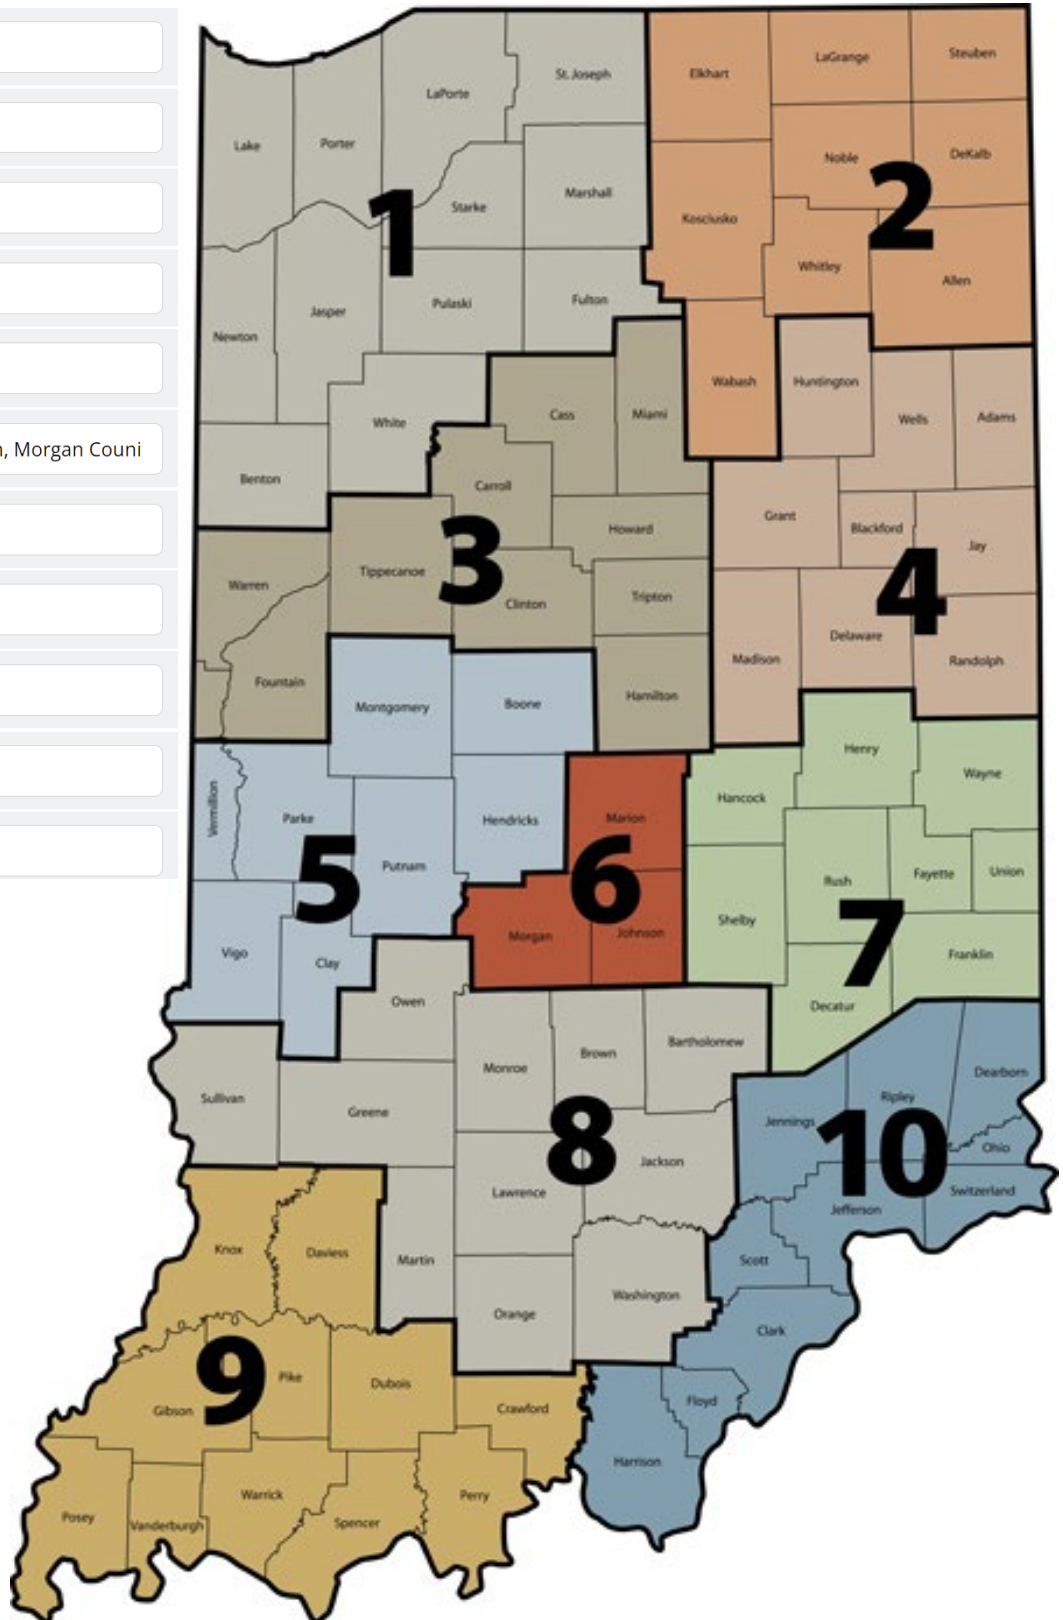 Steuben
LaGrange
Elkhart
St. Joseph
LaPorte
Lake
Porter
Noble
DeKalb
2
Marshall
1
Starke
Kosciusko
Whitley
Allen
Pulaski
Fulton
Jasper
Newton
Wabash
Huntington
White
Cass
Miami
Wells
Adams
, Morgan Couni
Benton
Carroll
Grant
Howard
Blackford
Jay
3
Tippecanoe
Warren
Clinton
Tripton
4
Delaware
Madison
Randolph
Fountain
Hamilton
Montgomery
Boone
Henry
Wayne
Hancock
Vermillion
Parke
Hendricks
Marion
Putnam
5
6
Rush
Fayette
Union
Shelby
7
Morgan
Johnson
Vigo
Clay
Franklin
Owen
Decatur
Bartholomew
Brown
Monroe
Dearborn
Sullivan
Greene
Ripley
Jennings
8
10
Ohio
Jackson
Lawrence
Switzerland
Jefferson
Knox
Daviess
Martin
Scott
Washington
Orange
Clark
9
Pike
Dubois
Gibson
Crawford
Floyd
Harrison
Warrick
Perry
Posey
Vanderburgh
Spencer